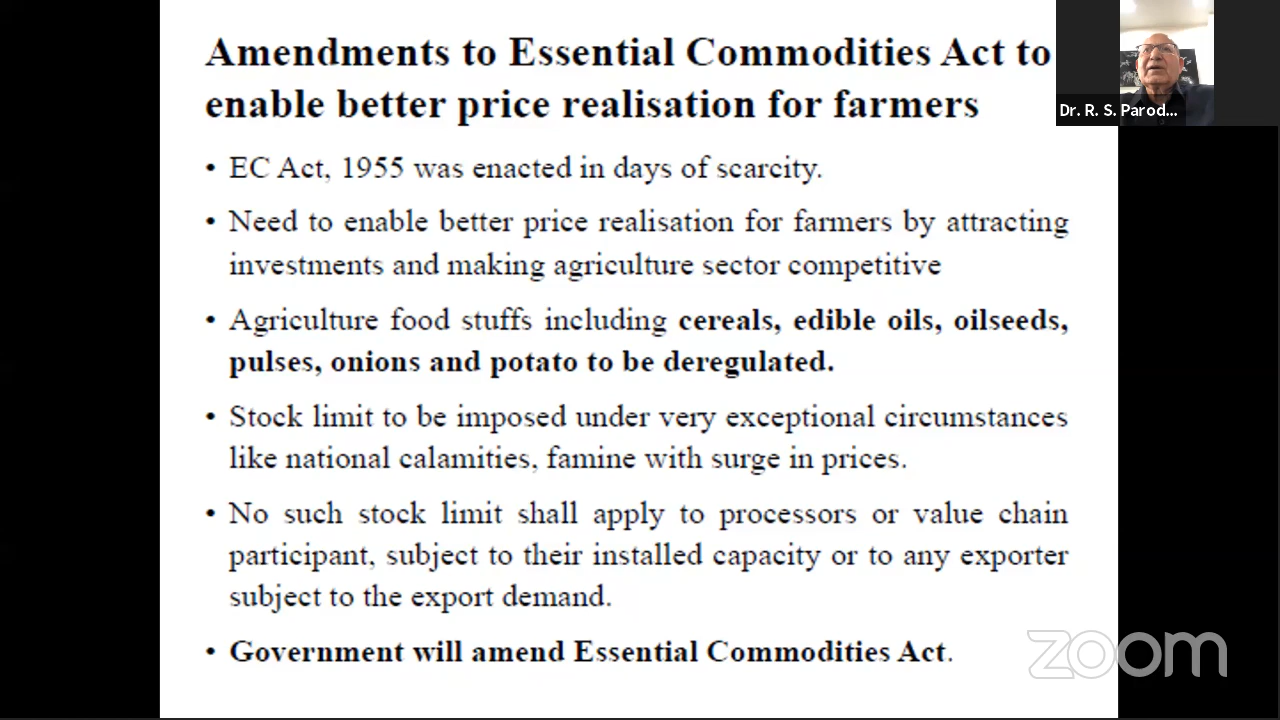 Amendments to Essential Commodities Act to
enable better price realisation for farmers
• EC Act, 1955 was enacted in days of scarcity.
• Need to enable better price realisation for farmers by attracting
investments and making agriculture sector competitive
• Agriculture food stuffs including cereals, edible oils, oilseeds,
pulses, onions and potato to be deregulated.
• Stock limit to be imposed under very exceptional circumstances
like national calamities, famine with surge in prices.
• No such stock limit shall apply to processors or value chain
participant, subject to their installed capacity or to any exporter
subject to the export demand.
• Government will amend Essential Commodities Act.
Dr. R. S. Parod...
zoom